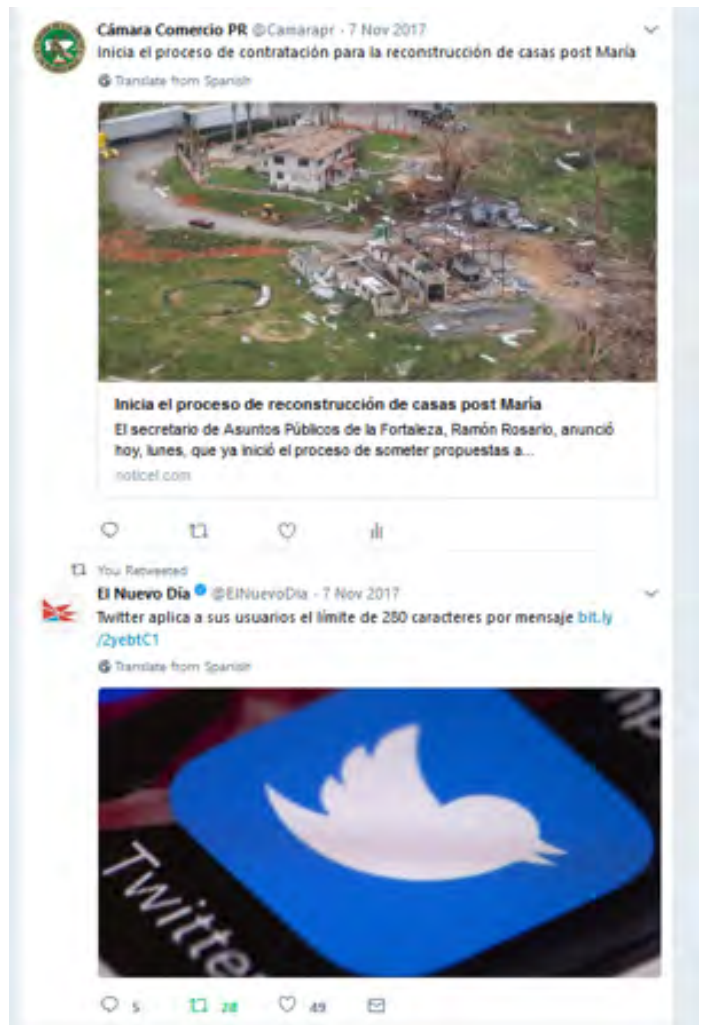 Cámara Comercio PR @Camarapr · 7 Nov 2017
Inicia el proceso de contratación para la reconstrucción de casas post María
Translate from Spanish
Inicia el proceso de reconstrucción de casas post María
El secretario de Asuntos Públicos de la Fortaleza, Ramón Rosario, anunció
hoy, lunes, que ya inició el proceso de someter propuestas a...
noticel.com
You Retweeted
El Nuevo Día @ElNuevoDia · 7 Nov 2017
Twitter aplica a sus usuarios el límite de 280 caracteres por mensaje bit.ly
/2yebtC1
Translate from Spanish
Twitte
5 28 49